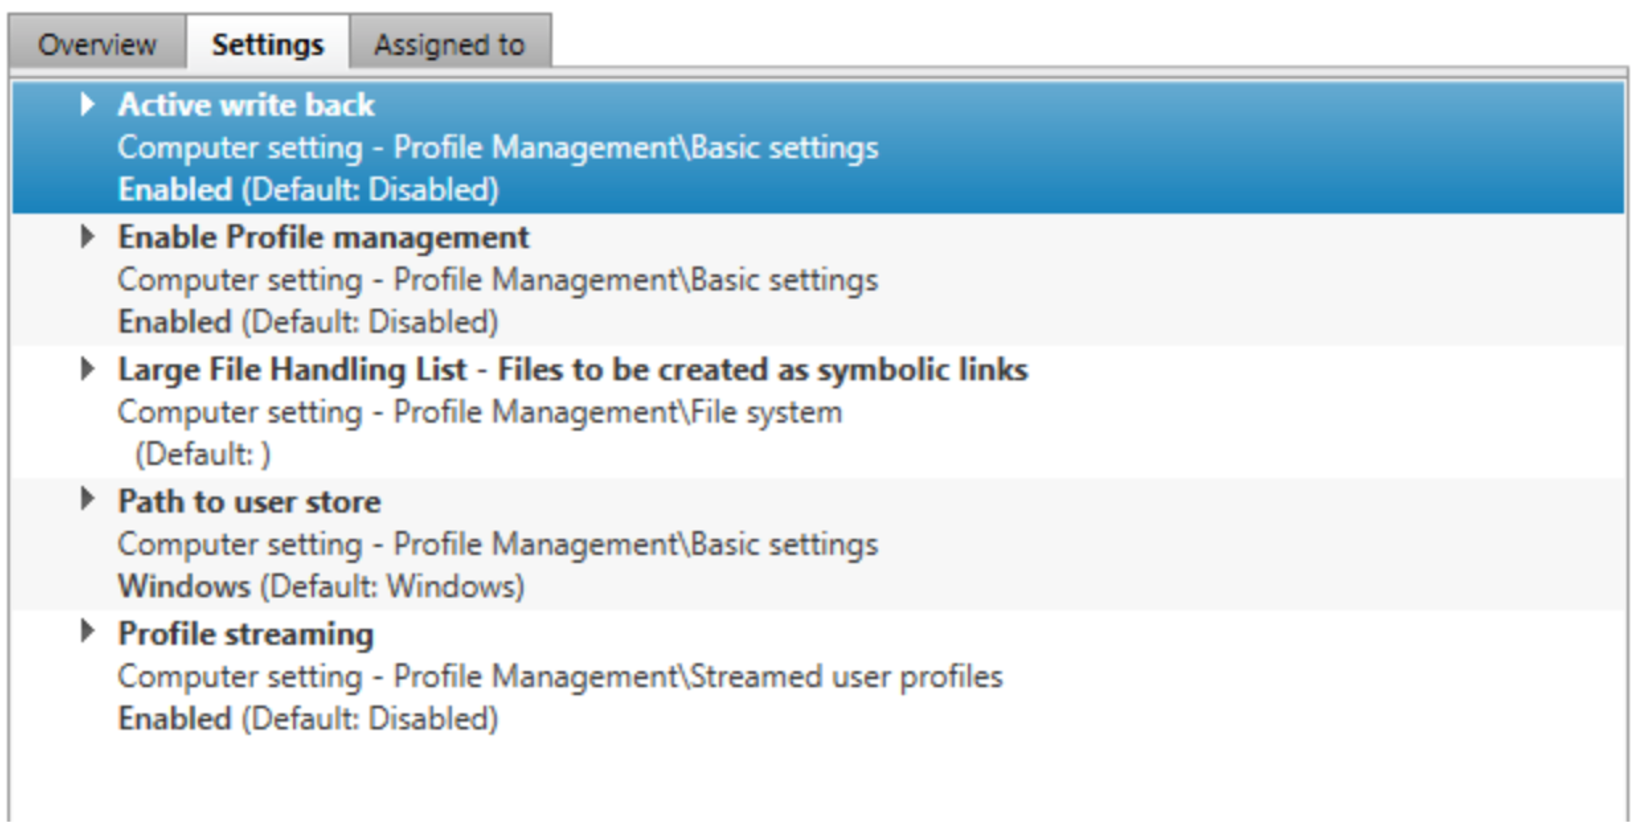 Overview Settings Assigned to
Active write back
Computer setting - Profile Management\Basic settings
Enabled (Default: Disabled)
Enable Profile management
Computer setting - Profile Management\Basic settings
Enabled (Default: Disabled)
Large File Handling List - Files to be created as symbolic links
Computer setting - Profile Management\File system
(Default: )
Path to user store
Computer setting - Profile Management\Basic settings
Windows (Default: Windows)
Profile streaming
Computer setting - Profile Management\Streamed user profiles
Enabled (Default: Disabled)